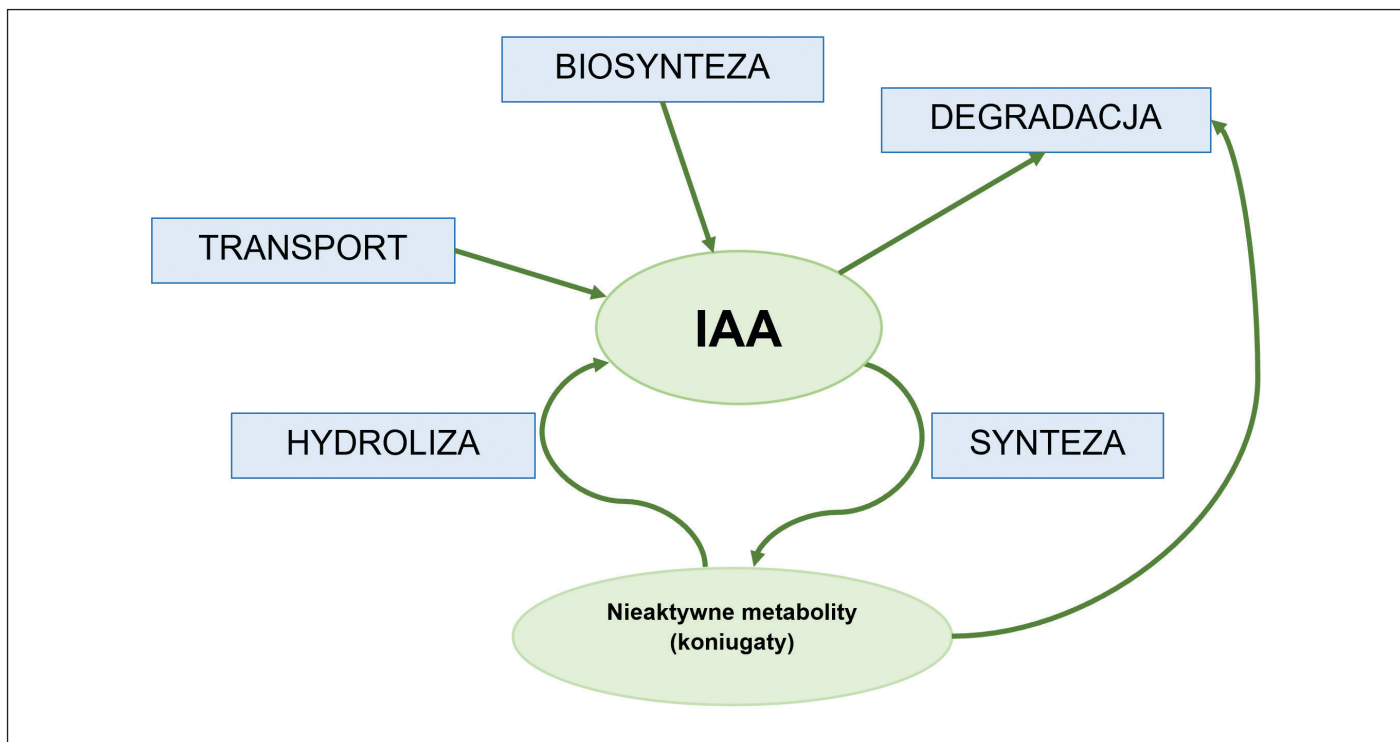 BIOSYNTEZA
DEGRADACJA
TRANSPORT
IAA
HYDROLIZA
SYNTEZA
Nieaktywne metabolity
(koniugaty)